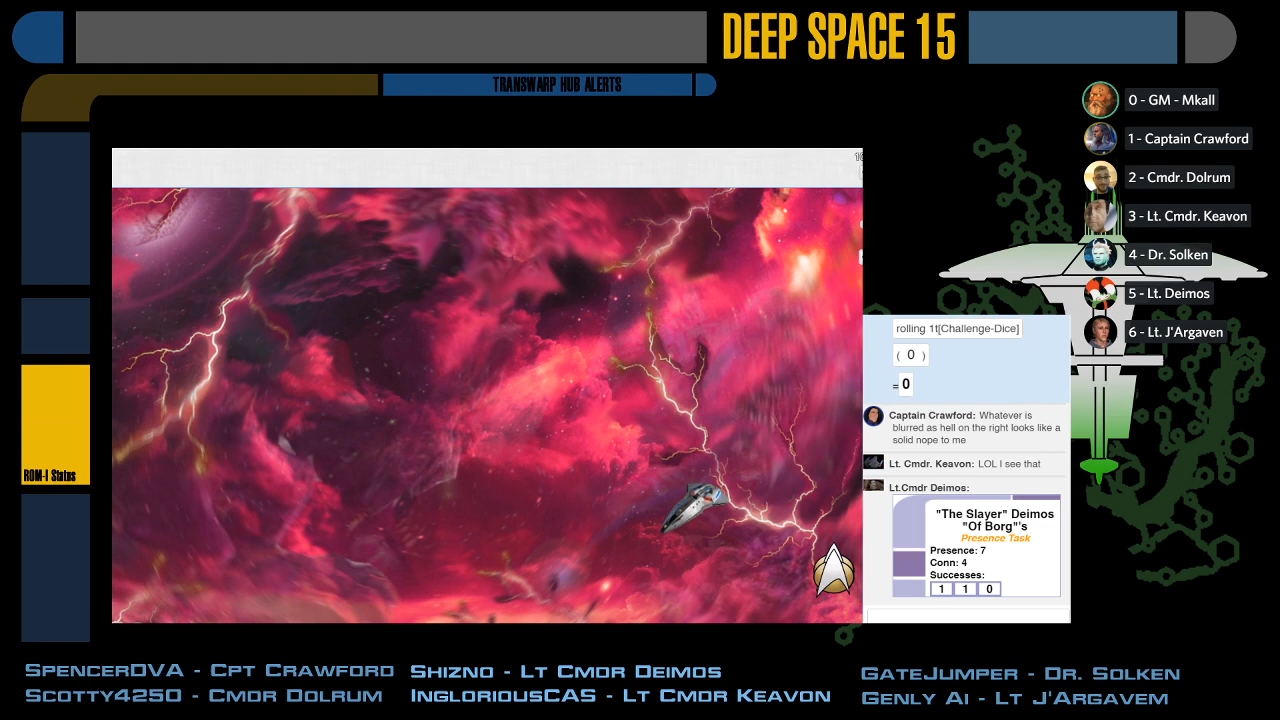 DEEP SPACE 15
TRANSWARP HUB ALERTS
0 - GM - Mkall
1 - Captain Crawford
2 - Cmdr. Dolrum
3 - Lt. Cmdr. Keavon
4 - Dr. Solken
5 - Lt. Deimos
6 - Lt. J'Argaven
ROM-I Status
rolling 1t[Challenge-Dice]
( 0 )
=0
Captain Crawford: Whatever is
blurred as hell on the right looks like a
solid nope to me
Lt. Cmdr. Keavon: LOL I see that
Lt.Cmdr Deimos:
"The Slayer" Deimos
"Of Borg"'s
Presence Task
Presence: 7
Conn: 4
Successes:
1 1 0
SpencerDVA - Cpt Crawford
Scotty4250 - Cmdr Dolrum
Shizno - Lt Cmdr Deimos
IngloriousCAS - Lt Cmdr Keavon
GateJumper - Dr. Solken
Genly Ai - Lt J'Argavem